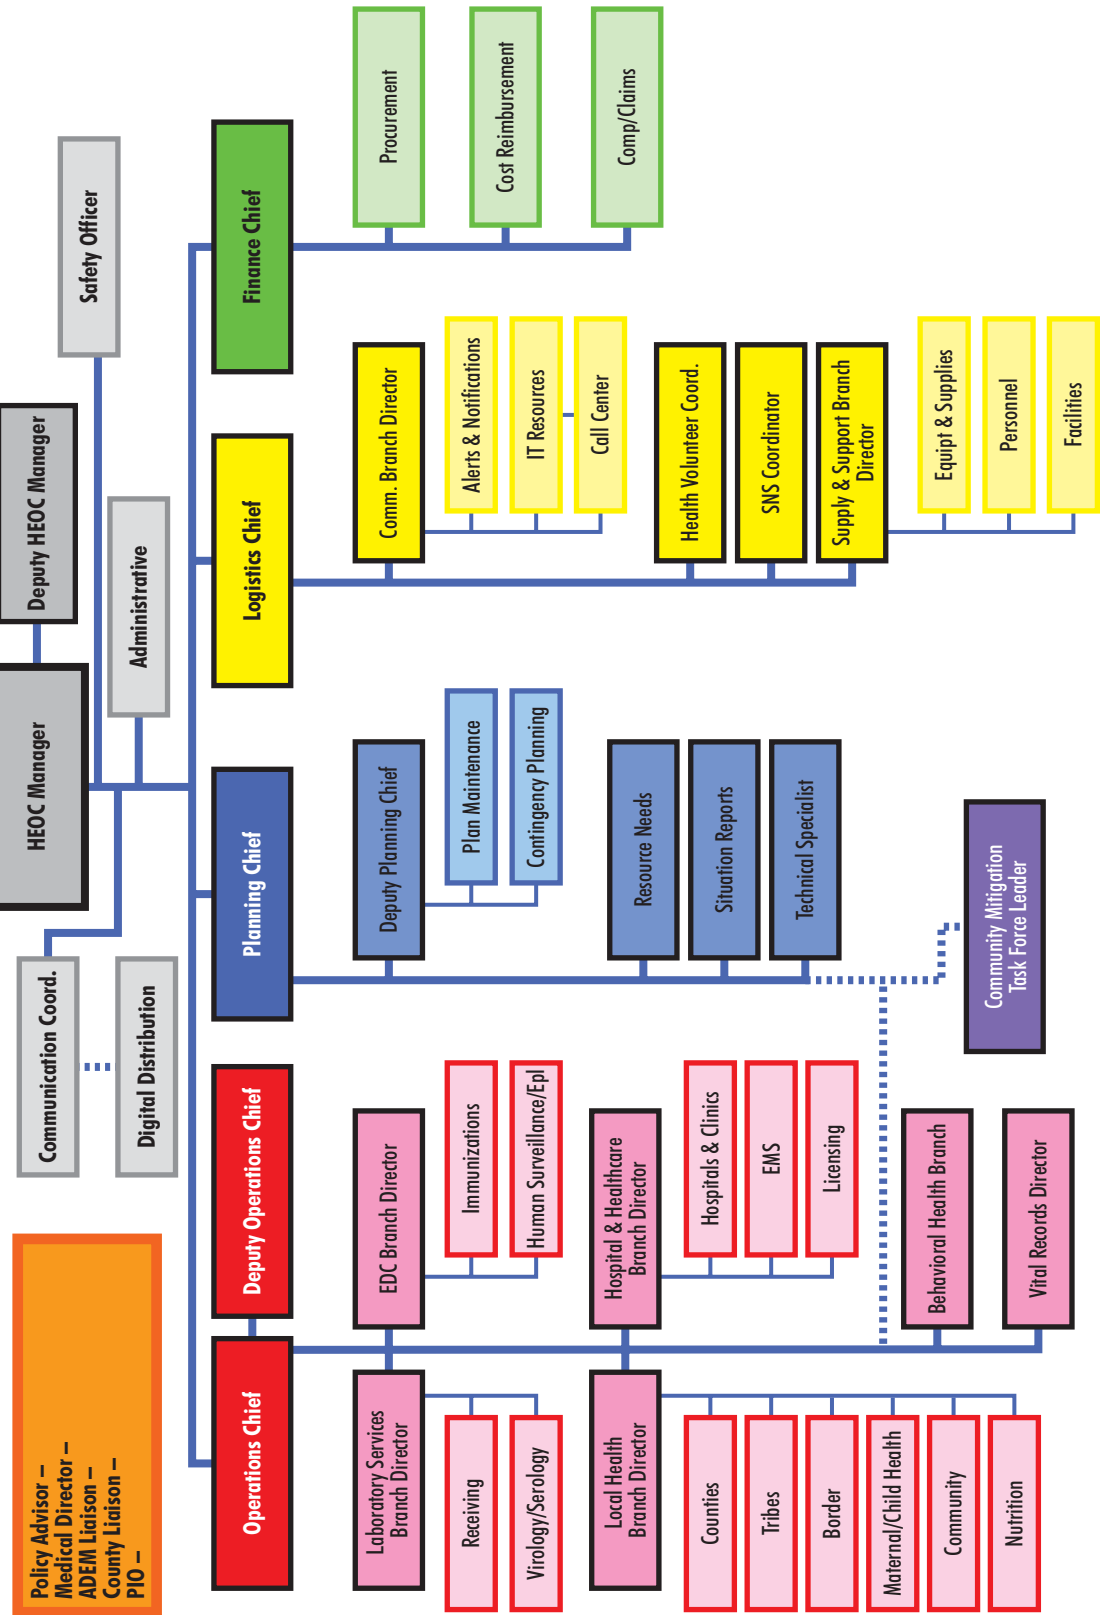 Policy Advisor –
Medical Director –
ADEM Liaison –
County Liaison –
PIO –
HEOC Manager
Deputy HEOC Manager
Communication Coord.
Digital Distribution
Administrative
Safety Officer
Operations Chief
Deputy Operations Chief
Planning Chief
Logistics Chief
Finance Chief
Laboratory Services
Branch Director
Receiving
Virology/Serology
Local Health
Branch Director
Counties
Tribes
Border
Maternal/Child Health
Community
Nutrition
EDC Branch Director
Immunizations
Human Surveillance/EpI
Hospital & Healthcare
Branch Director
Hospitals & Clinics
EMS
Licensing
Behavioral Health Branch
Vital Records Director
Deputy Planning Chief
Plan Maintenance
Contingency Planning
Resource Needs
Situation Reports
Technical Specialist
Community Mitigation
Task Force Leader
Comm. Branch Director
Alerts & Notifications
IT Resources
Call Center
Health Volunteer Coord.
SNS Coordinator
Supply & Support Branch
Director
Equipt & Supplies
Personnel
Facilities
Procurement
Cost Reimbursement
Comp/Claims